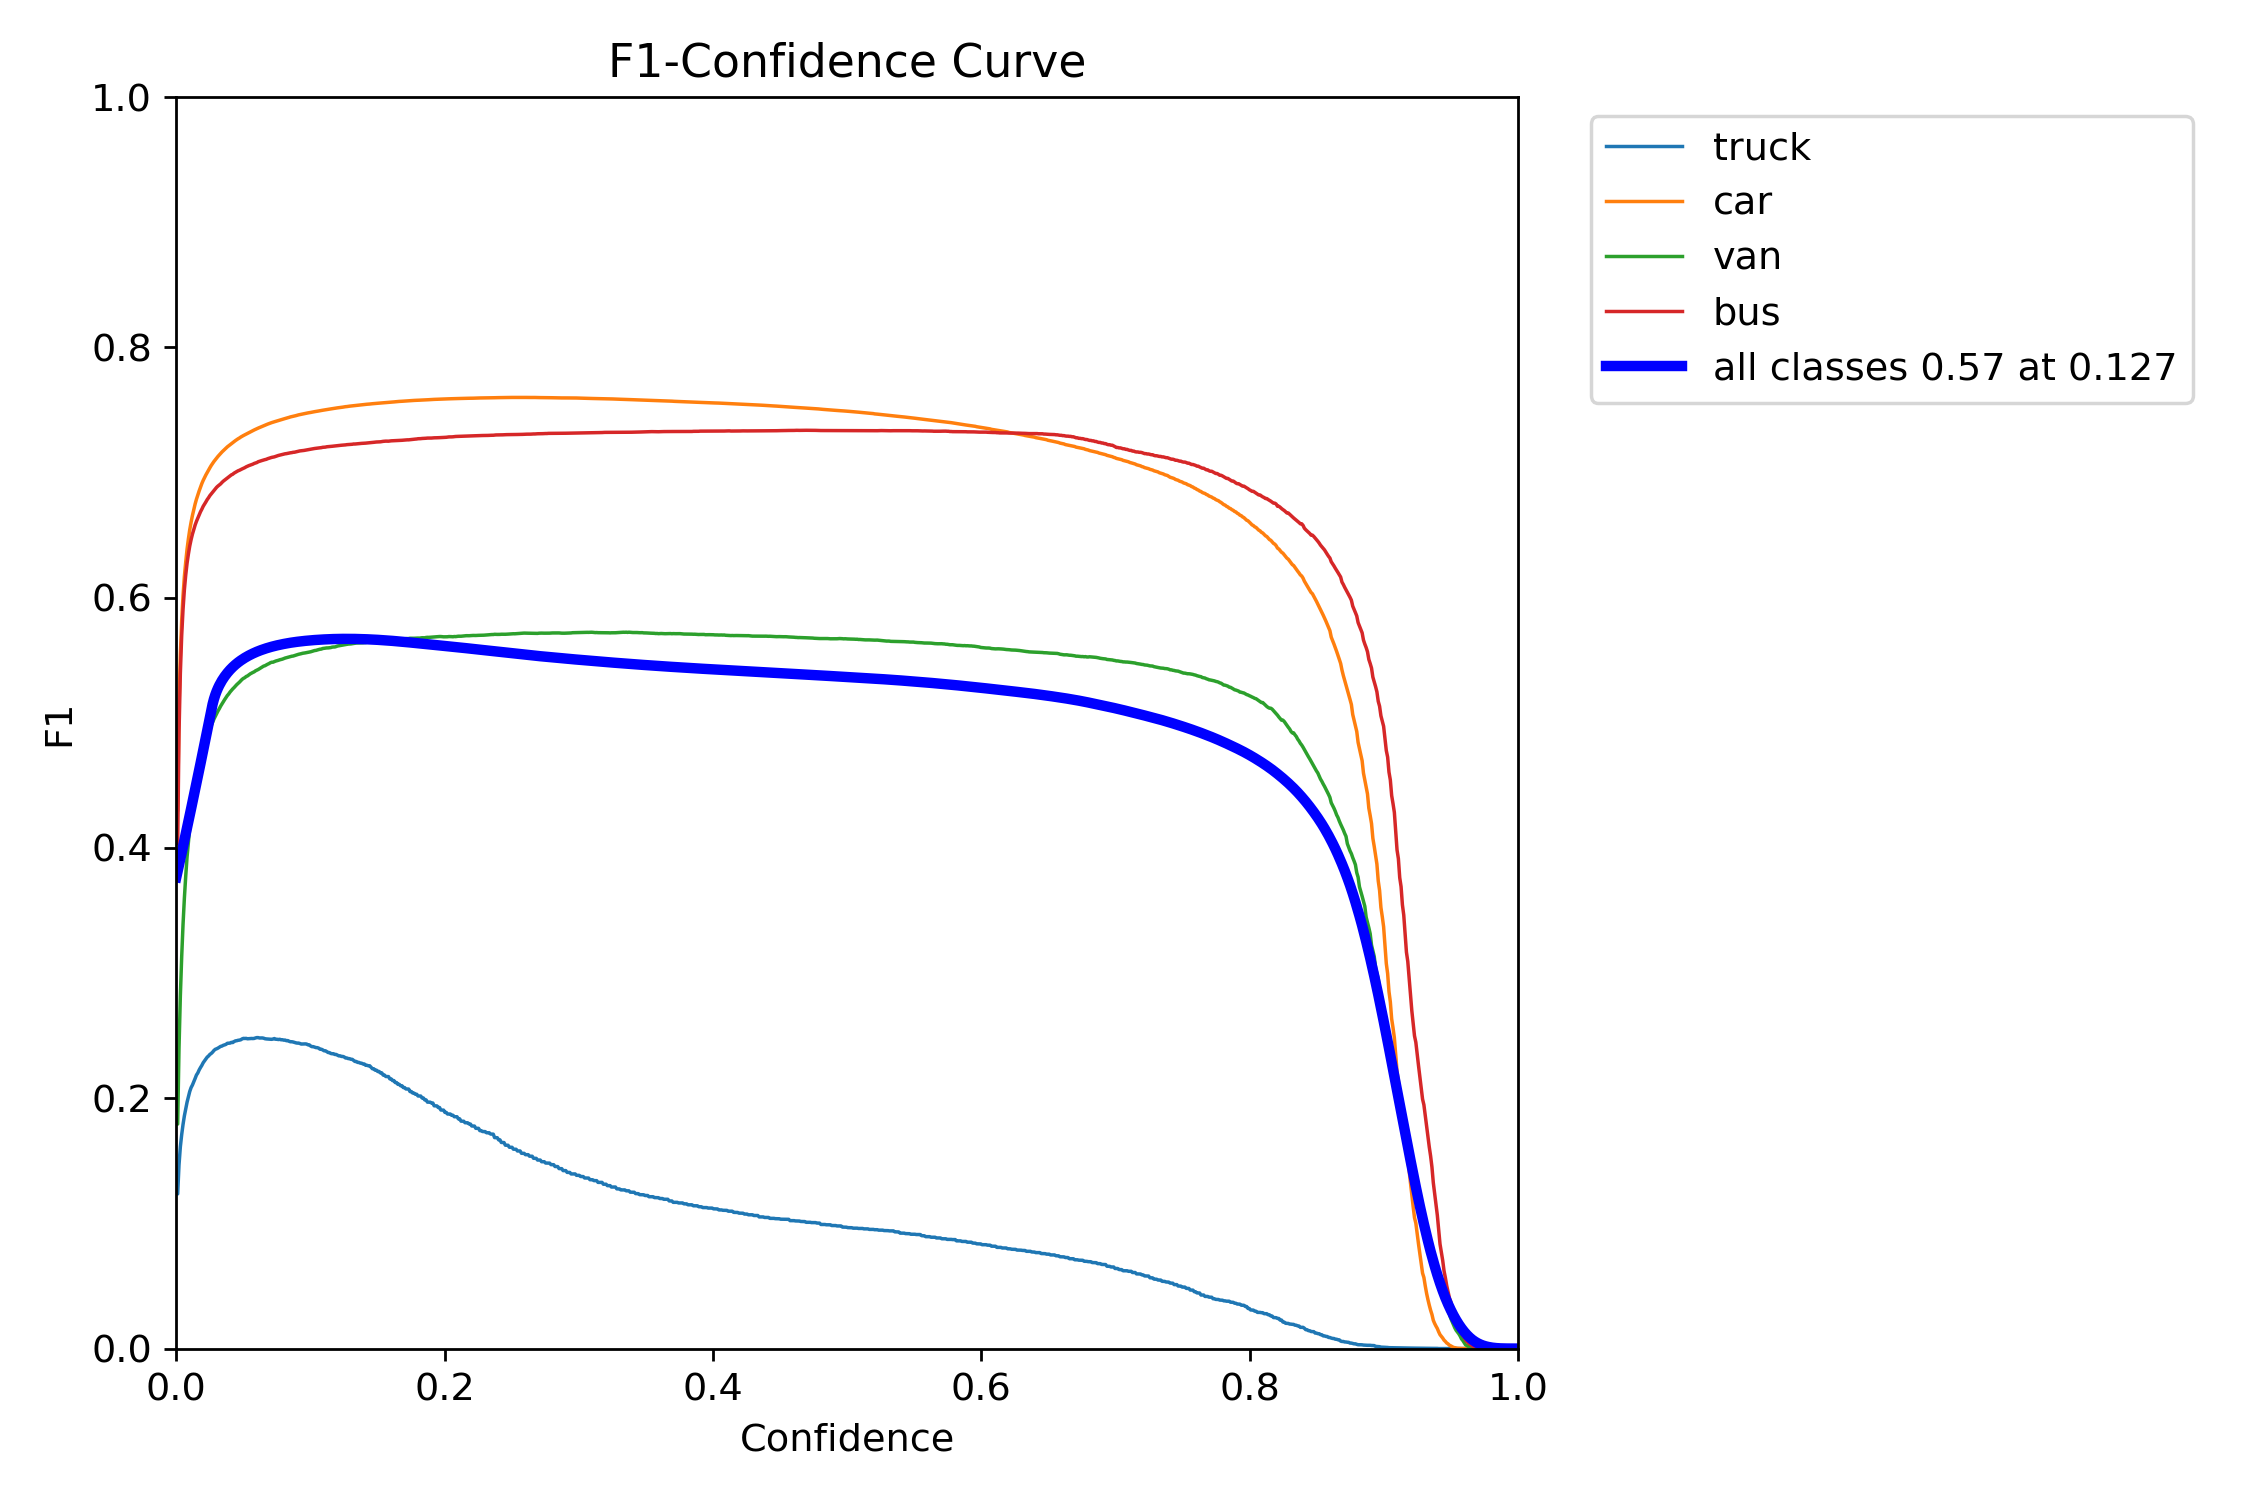 F1-Confidence Curve
1.0
0.8
0.6
0.4
0.2
0.0
F1
0.0 0.2 0.4 0.6 0.8 1.0
Confidence
truck
car
van
bus
all classes 0.57 at 0.127